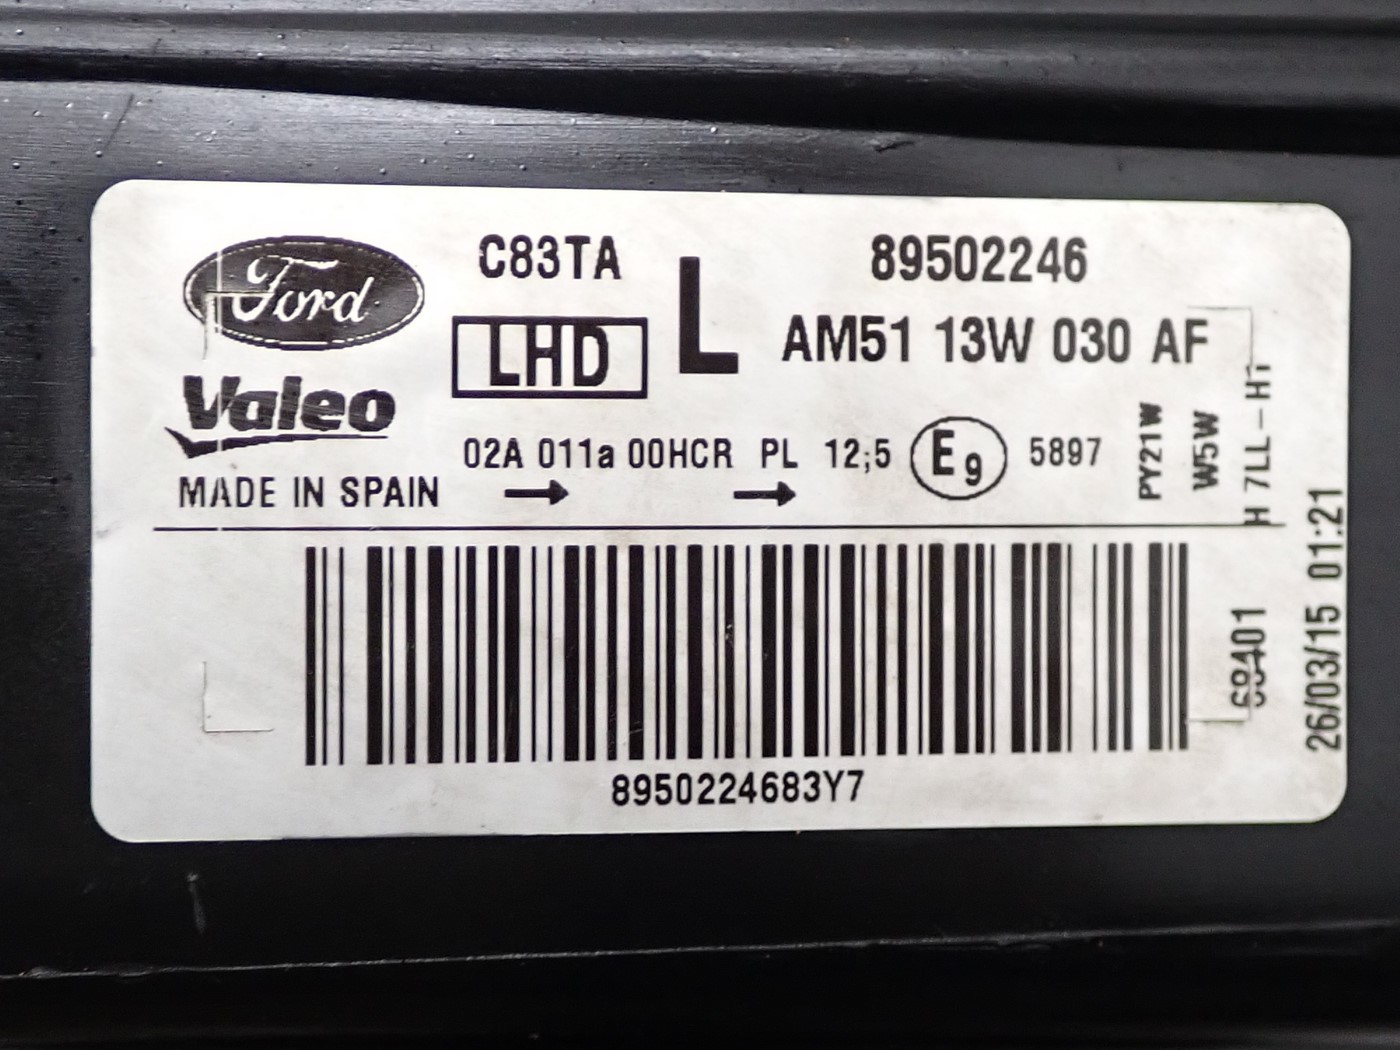 Ford
Valeo
MADE IN SPAIN
C83TA
LHD
L
89502246
AM51 13W 030 AF
02A 011a 00HCR PL 12;5 E9 5897
PY21W
W5W
H 7LL-H1
8950224683Y7
26/03/15 01:21